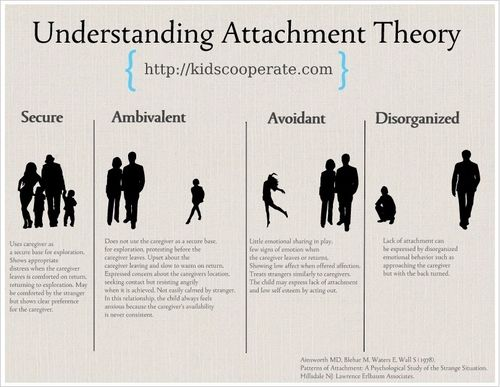 Understanding Attachment Theory
{ http://kidscooperate.com }
Secure
Ambivalent
Avoidant
Disorganized
Uses caregiver as
a secure base for exploration.
Shows appropriate
distress when the caregiver
leaves is comforted on return,
returning to exploration. May
be comforted by the stranger
but shows clear preference
for the caregiver.
Does not use the caregiver as a secure base.
for exploration, protesting before the
caregiver leaves. Upset about the
caregiver leaving and slow to warm on return.
Expressed concern about the caregivers location,
seeking contact but resisting angrily
when it is achieved. Not easily calmed by stranger.
In this relationship, the child always feels
anxious because the caregiver's availability
is never consistent.
Little emotional sharing in play,
few signs of emotion when
the caregiver leaves or returns,
Showing low affect when offered affection.
Treats strangers similarly to caregivers.
The child may express lack of attachment
and low self esteem by acting out.
Lack of attachment can
be expressed by disorganized
emotional behavior such as
approaching the caregiver
but with the back turned.
Ainsworth MD, Blehar M, Waters E, Wall S (1978).
Patterns of Attachment: A Psychological Study of the Strange Situation.
Hillsdale NJ: Lawrence Erlbaum Associates.